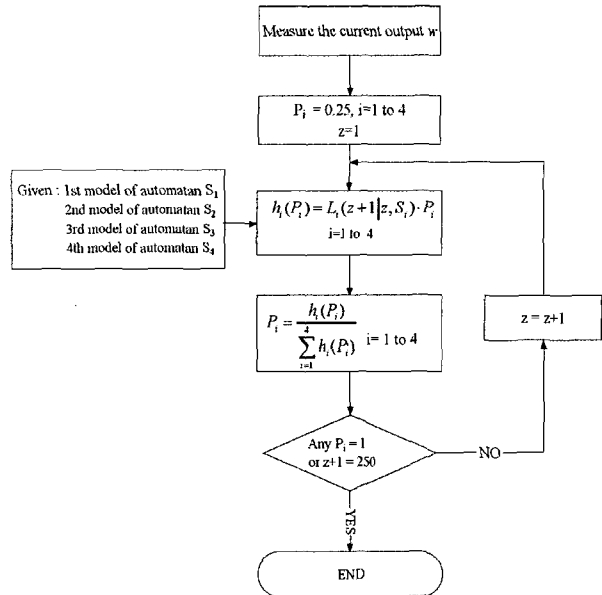 Measure the current output w
P_i = 0.25, i=1 to 4
z=1
Given : 1st model of automatan S_1
2nd model of automatan S_2
3rd model of automatan S_3
4th model of automatan S_4
h_i(P_i) = L_i(z+1|z, S_i)·P_i
i=1 to 4
P_i = h_i(P_i) / \sum_{i=1}^{4} h_i(P_i) i= 1 to 4
z = z+1
Any P_i = 1
or z+1 = 250
NO
YES
END